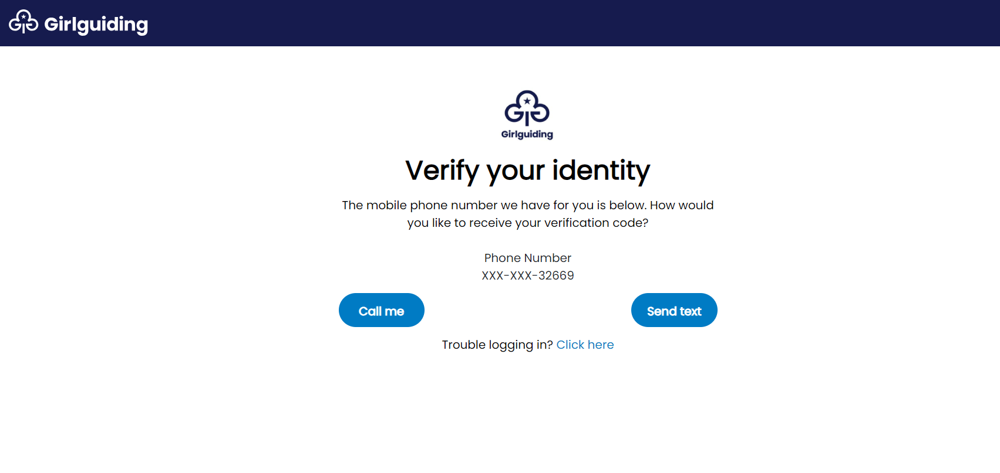 Girlguiding
Girlguiding
Verify your identity
The mobile phone number we have for you is below. How would
you like to receive your verification code?
Phone Number
XXX-XXX-32669
Call me
Send text
Trouble logging in? Click here